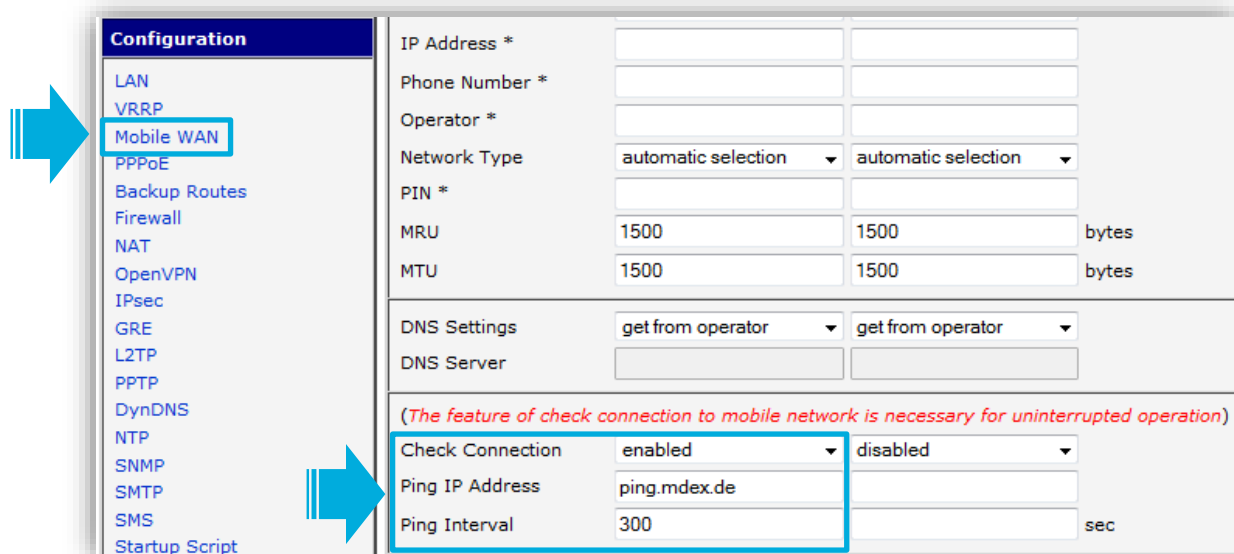 Configuration
LAN
VRRP
Mobile WAN
PPPoE
Backup Routes
Firewall
NAT
OpenVPN
IPsec
GRE
L2TP
PPTP
DynDNS
NTP
SNMP
SMTP
SMS
Startup Script
IP Address *
Phone Number *
Operator *
Network Type automatic selection automatic selection
PIN *
MRU 1500 1500 bytes
MTU 1500 1500 bytes
DNS Settings get from operator get from operator
DNS Server
(The feature of check connection to mobile network is necessary for uninterrupted operation)
Check Connection enabled disabled
Ping IP Address ping.mdex.de
Ping Interval 300 sec